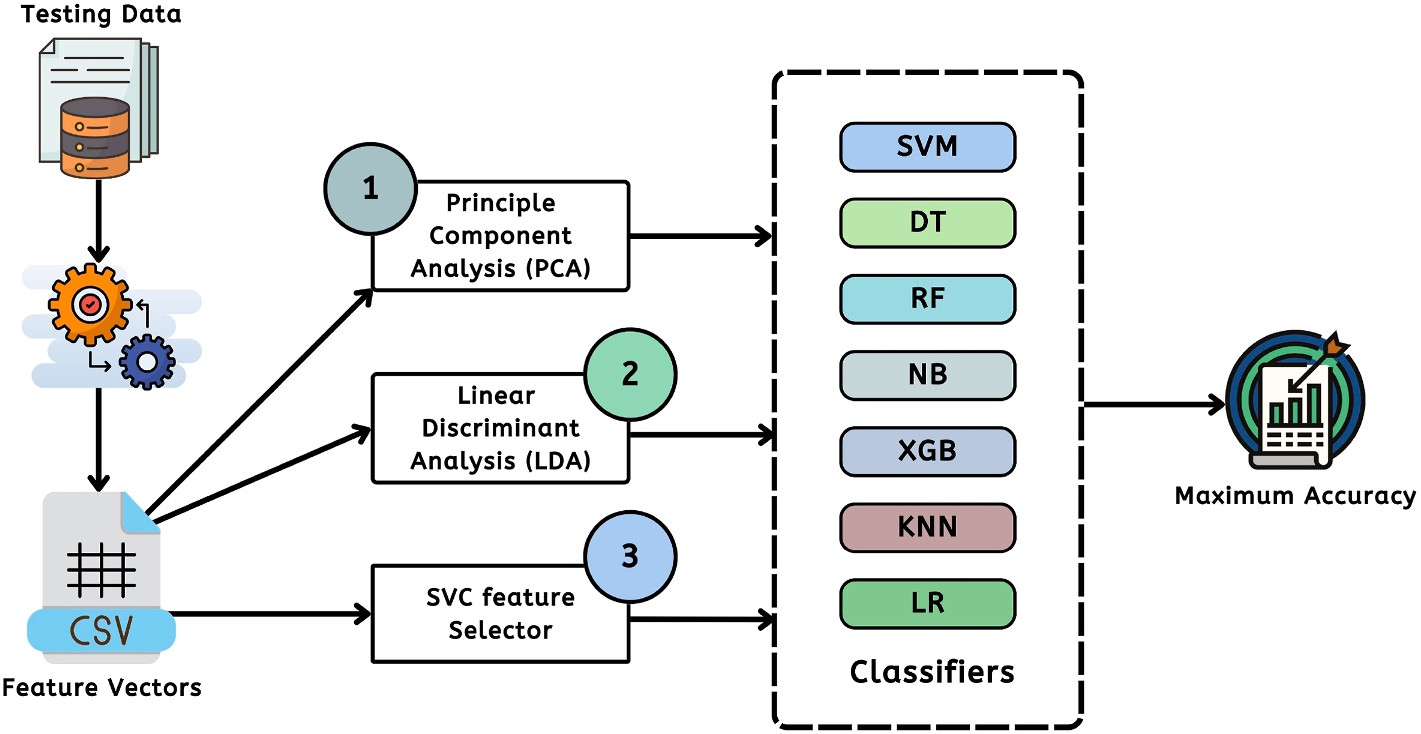 Testing Data
1
Principle
Component
Analysis (PCA)
2
Linear
Discriminant
Analysis (LDA)
3
SVC feature
Selector
CSV
Feature Vectors
SVM
DT
RF
NB
XGB
KNN
LR
Classifiers
Maximum Accuracy